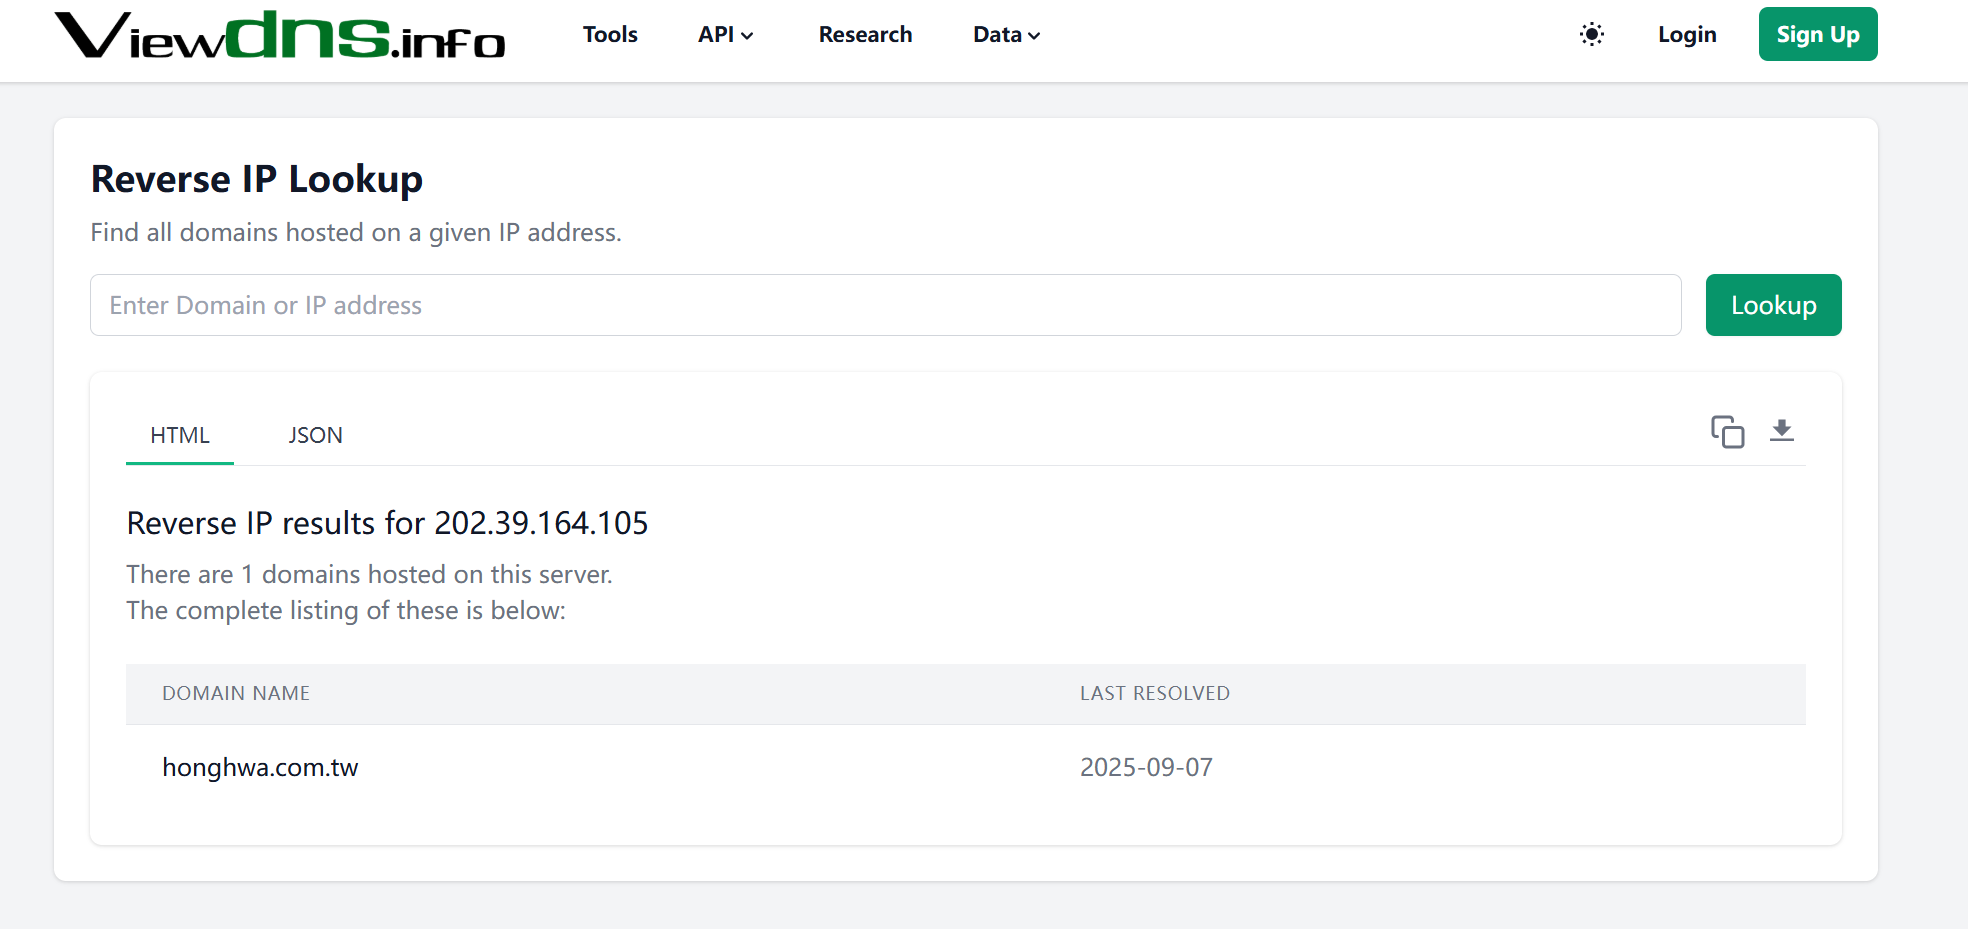 Viewdns.info
Tools
API
Research
Data
Login
Sign Up
Reverse IP Lookup
Find all domains hosted on a given IP address.
Enter Domain or IP address
Lookup
HTML
JSON
Reverse IP results for 202.39.164.105
There are 1 domains hosted on this server.
The complete listing of these is below:
DOMAIN NAME
LAST RESOLVED
honghwa.com.tw
2025-09-07